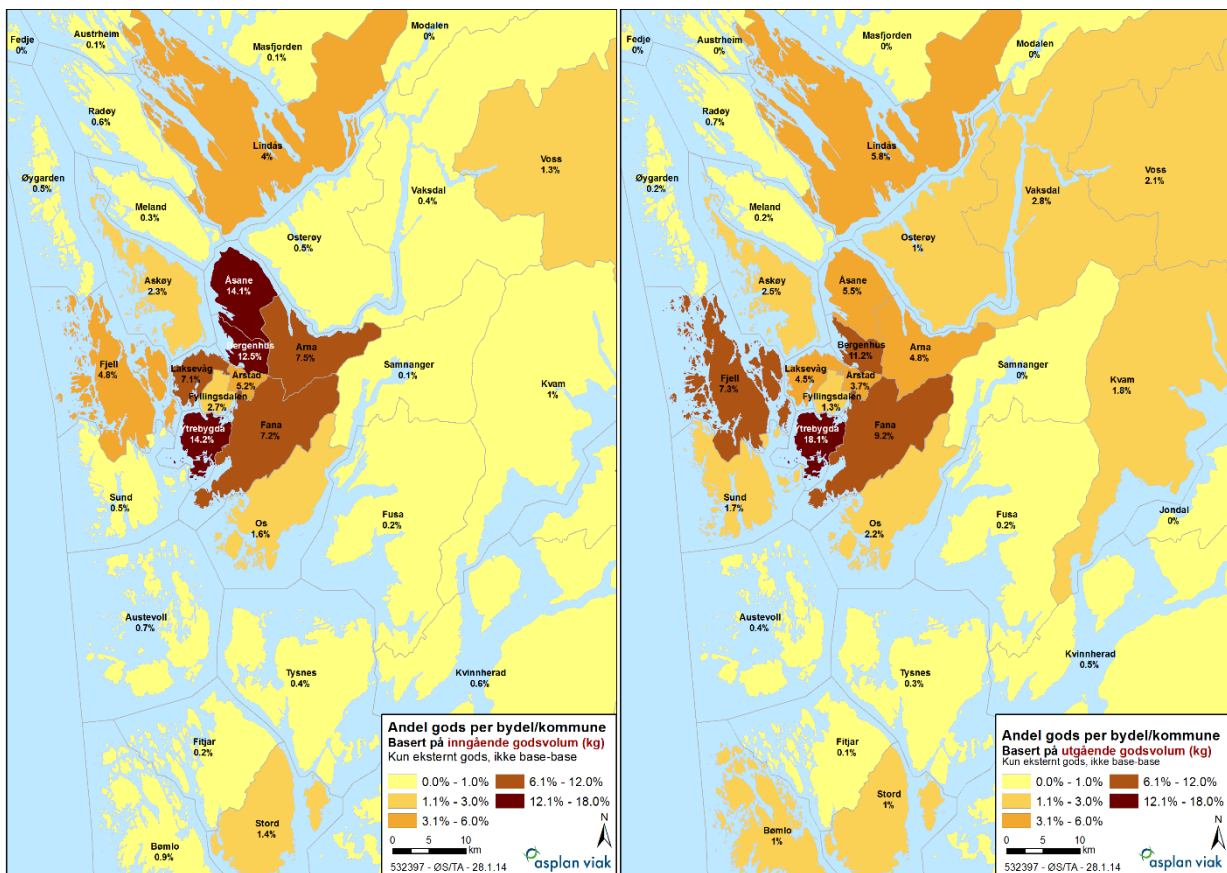 Fedje
0%
Austrheim
0.1%
Modalen
0%
Masfjorden
0.1%
Radøy
0.6%
Lindås
4%
Voss
1.3%
Øygarden
0.5%
Vaksdal
0.4%
Meland
0.3%
Osterøy
0.5%
Askøy
2.3%
Åsane
14.1%
Bergenhus
12.5%
Arna
7.5%
Fjell
4.8%
Laksevåg
7.1%
Årstad
5.2%
Samnanger
0.1%
Kvam
1%
Fyllingsdalen
2.7%
Ytrebygda
14.2%
Fana
7.2%
Sund
0.5%
Os
1.6%
Fusa
0.2%
Austevoll
0.7%
Tysnes
0.4%
Kvinnherad
0.6%
Fitjar
0.2%
Stord
1.4%
Bømlo
0.9%
Andel gods per bydel/kommune
Basert på inngående godsvolum (kg)
Kun eksternt gods, ikke base-base
0.0% - 1.0%
6.1% - 12.0%
1.1% - 3.0%
12.1% - 18.0%
3.1% - 6.0%
N
0 5 10
km
532397 - ØS/TA - 28.1.14
asplan viak
Fedje
0%
Austrheim
0%
Masfjorden
0%
Modalen
0%
Radøy
0.7%
Lindås
5.8%
Voss
2.1%
Øygarden
0.2%
Vaksdal
2.8%
Meland
0.2%
Osterøy
1%
Askøy
2.5%
Åsane
5.5%
Bergenhus
11.2%
Arna
4.8%
Fjell
7.3%
Laksevåg
4.5%
Årstad
3.7%
Samnanger
0%
Kvam
1.8%
Fyllingsdalen
1.3%
Ytrebygda
18.1%
Fana
9.2%
Sund
1.7%
Os
2.2%
Fusa
0.2%
Jondal
0%
Austevoll
0.4%
Tysnes
0.3%
Kvinnherad
0.5%
Fitjar
0.1%
Stord
1%
Bømlo
1%
Andel gods per bydel/kommune
Basert på utgående godsvolum (kg)
Kun eksternt gods, ikke base-base
0.0% - 1.0%
6.1% - 12.0%
1.1% - 3.0%
12.1% - 18.0%
3.1% - 6.0%
N
0 5 10
km
532397 - ØS/TA - 28.1.14
asplan viak